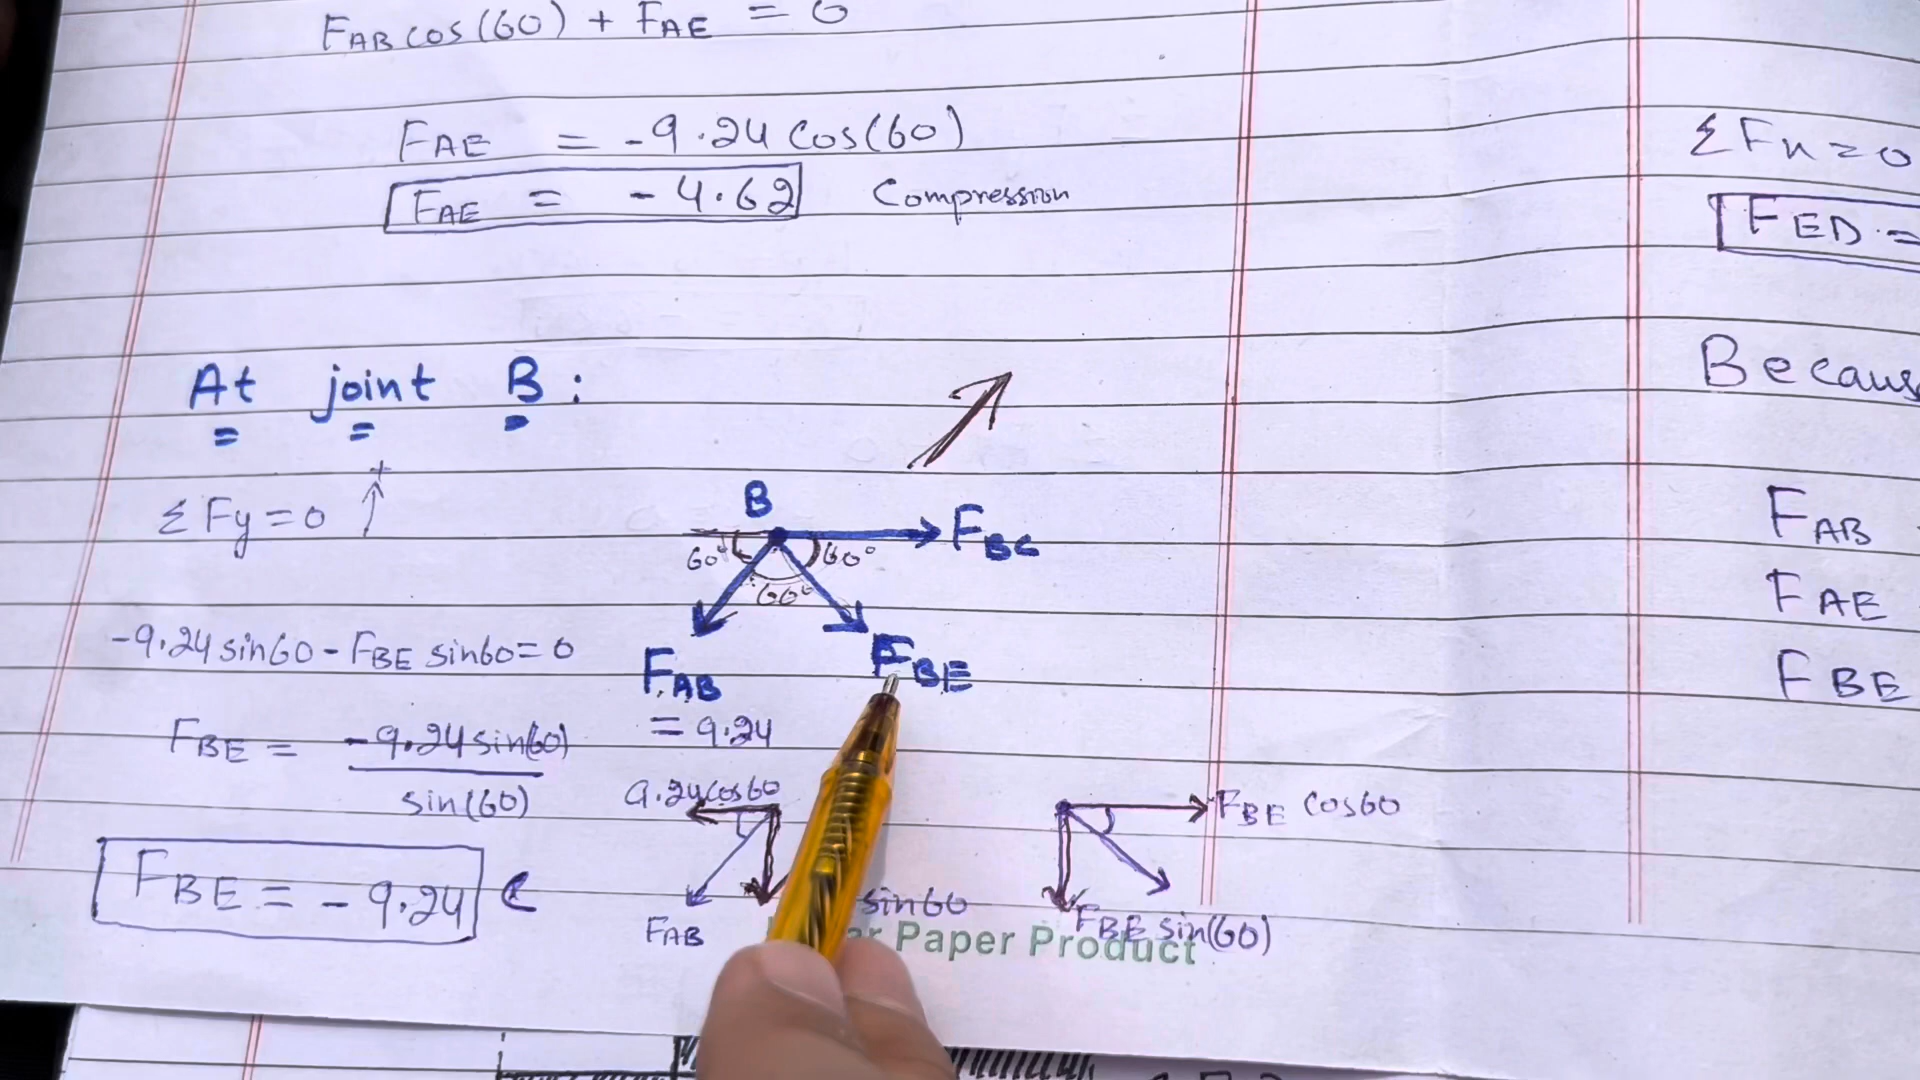 FAB cos(60) + FAE = 0
FAE = -9.24 Cos(60)
FAE = -4.62 Compression
At joint B:
ΣFy=0 +
B
FBC
60°
60°
60°
-9.24 sin60 - FBE sin60 = 0
FAB
= 9.24
FBE
FBE = -9.24 sin(60)
sin(60)
FBE = -9.24 C
9.24cos60
FAB
sin60
FBE cos60
FBE sin(60)
Paper Product
ΣFx=0
FED =
Because
FAB
FAE
FBE